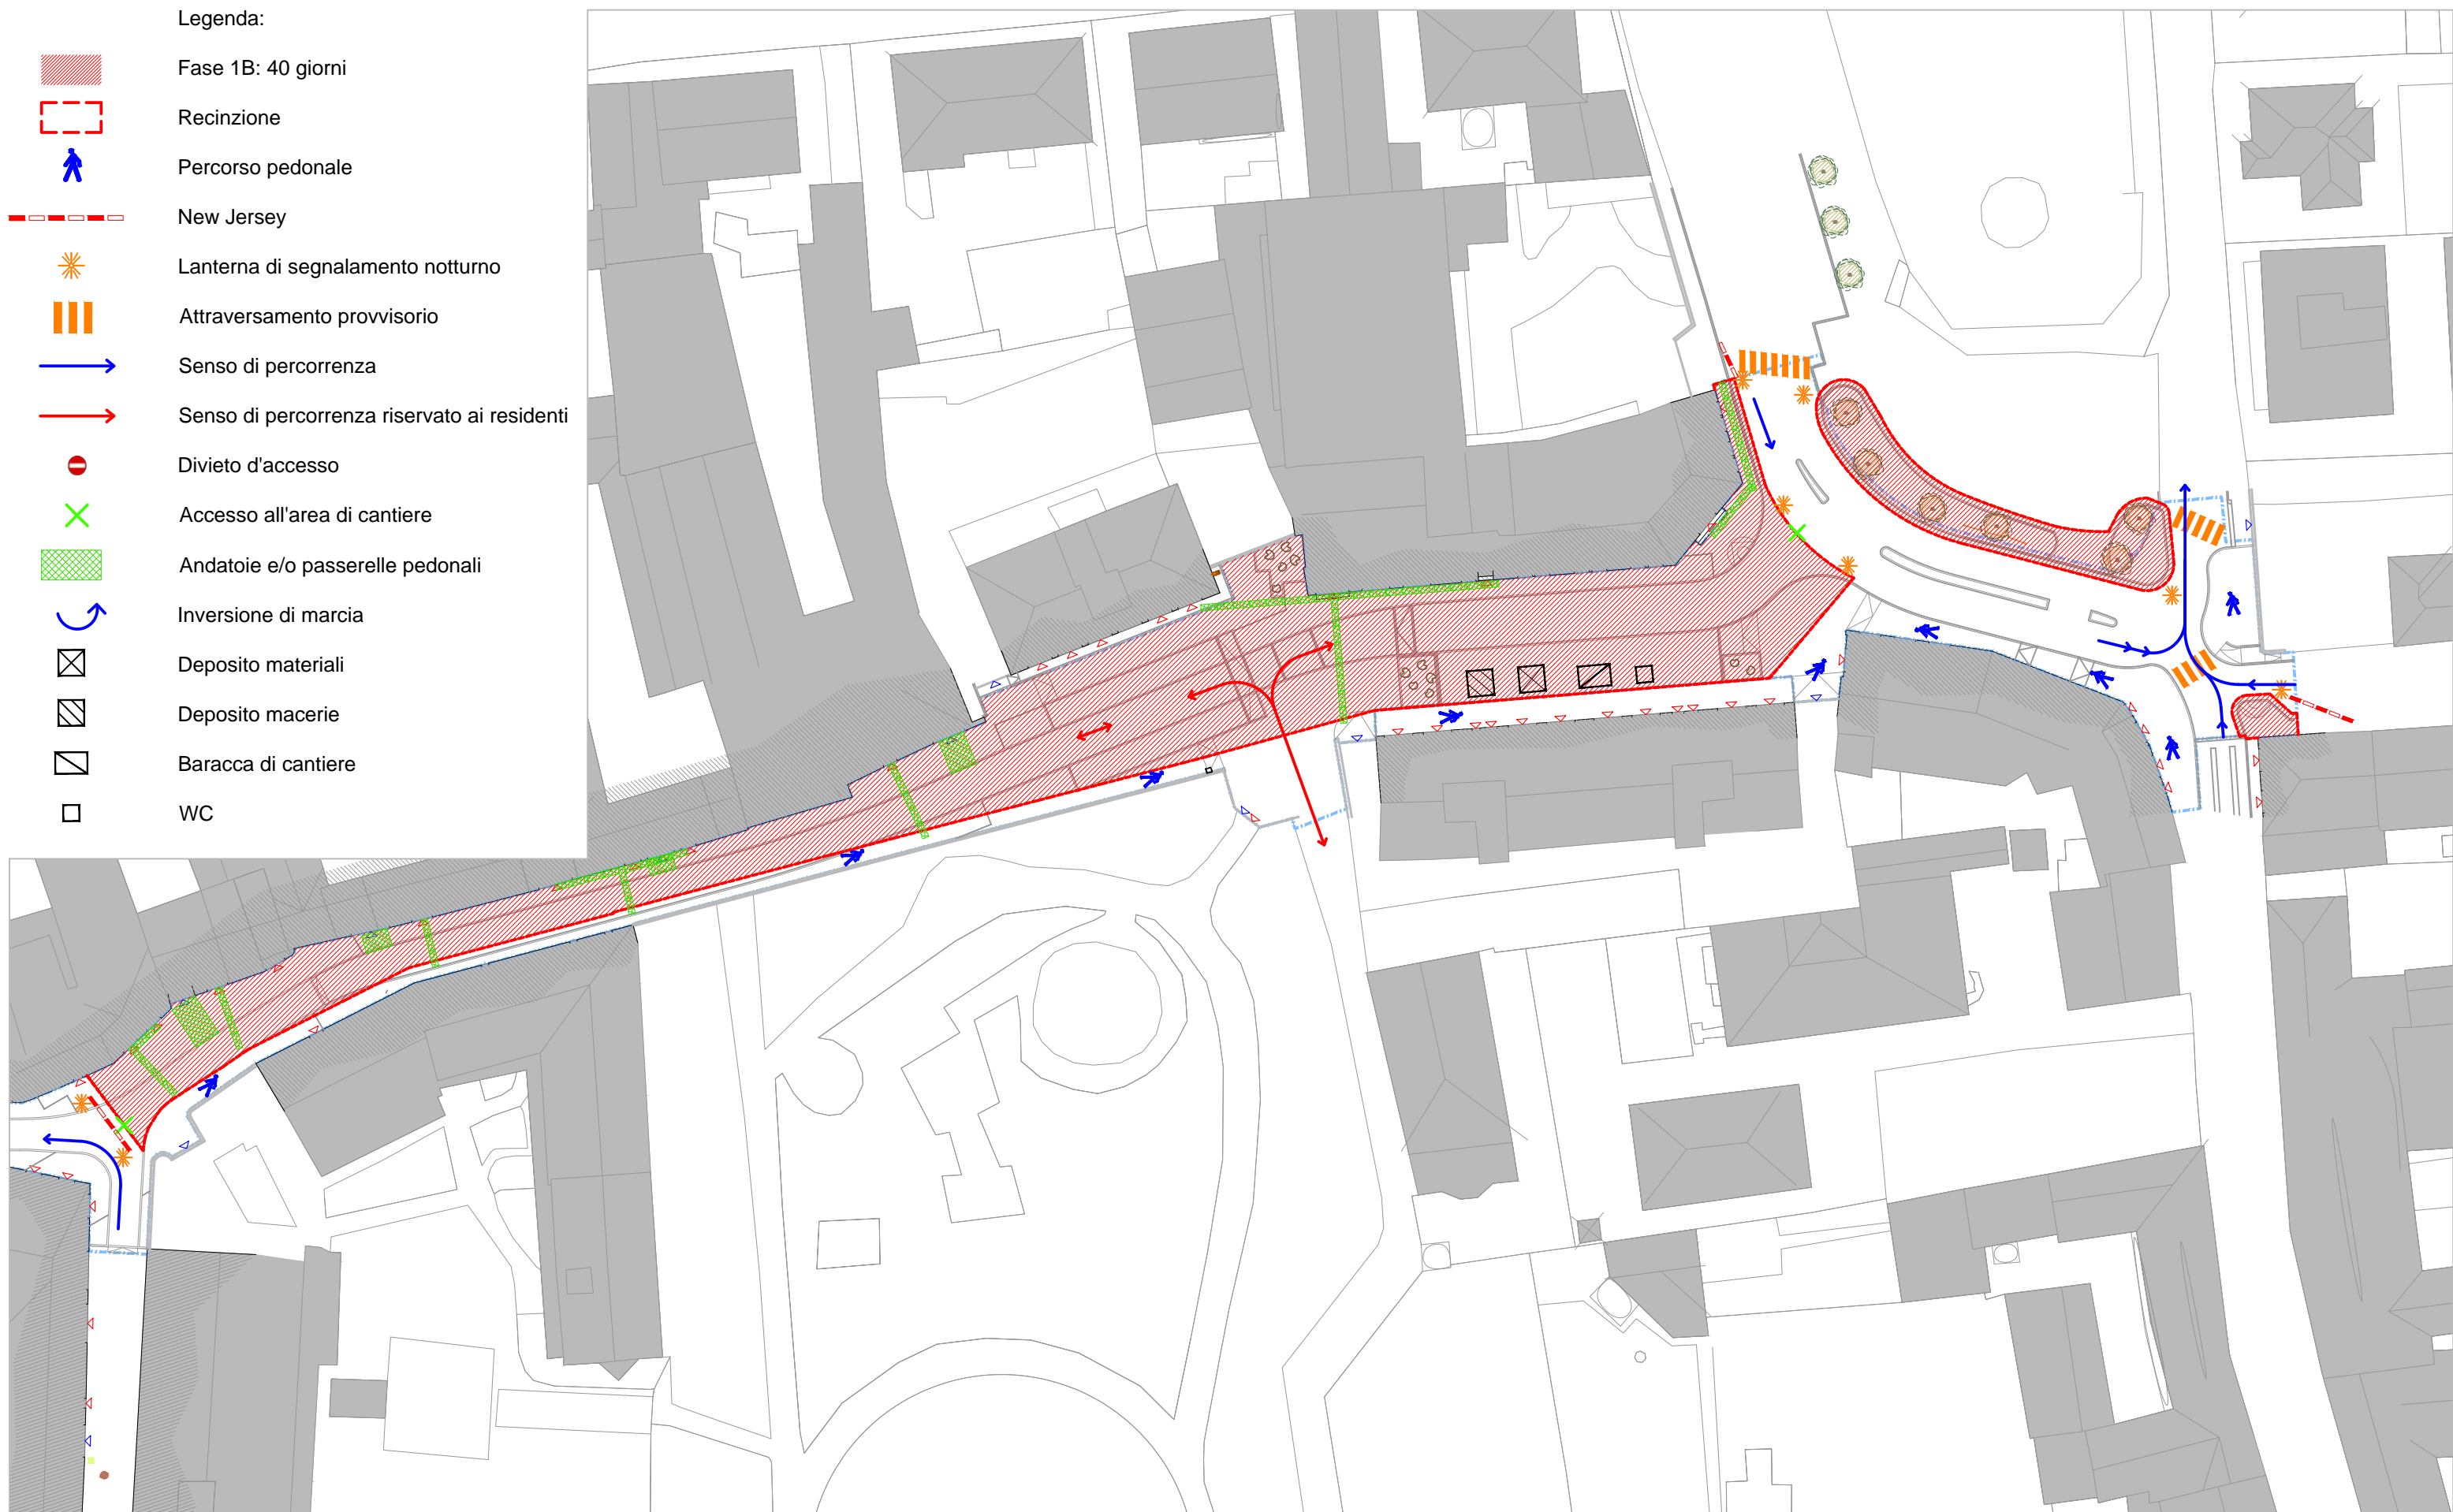 Legenda:
Fase 1B: 40 giorni
Recinzione
Percorso pedonale
New Jersey
Lanterna di segnalamento notturno
Attraversamento provvisorio
Senso di percorrenza
Senso di percorrenza riservato ai residenti
Divieto d'accesso
Accesso all'area di cantiere
Andatoie e/o passerelle pedonali
Inversione di marcia
Deposito materiali
Deposito macerie
Baracca di cantiere
WC